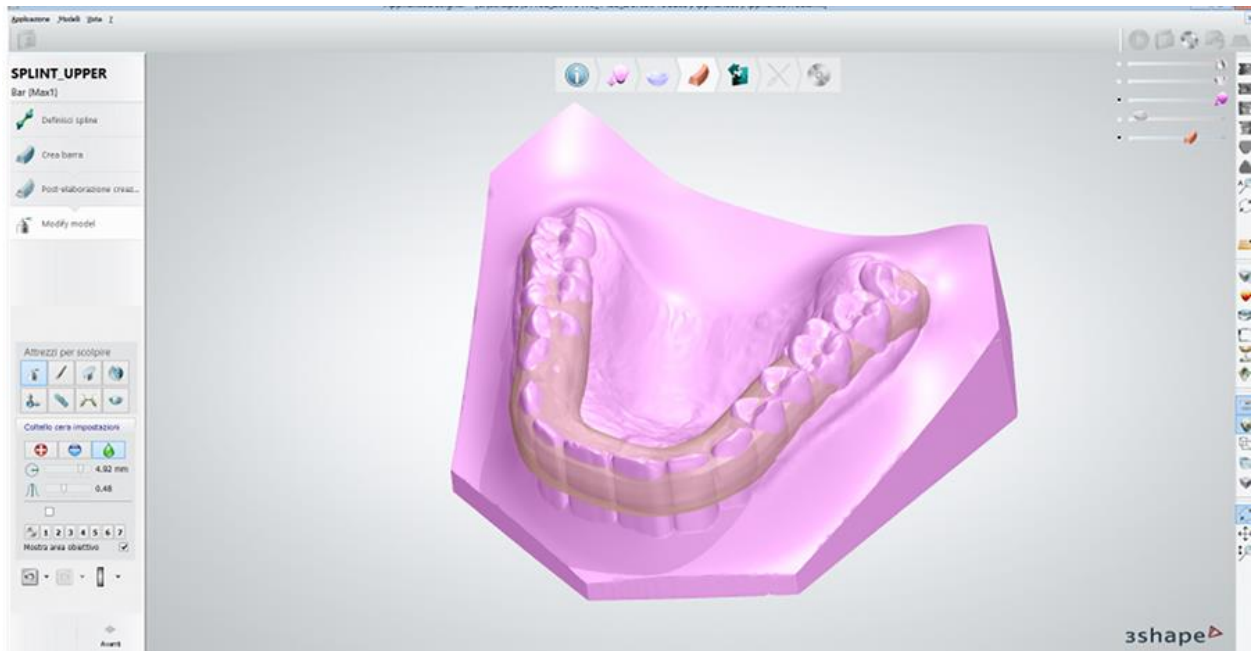 Applicazione Modelli Vista ?
SPLINT_UPPER
Bar (Max1)
Definisci spline
Crea barra
Post-elaborazione creaz...
Modify model
Attrezzi per scolpire
Coltello cera impostazioni
4.92 mm
0.48
1 2 3 4 5 6 7
Mostra area obiettivo
Avanti
3shape